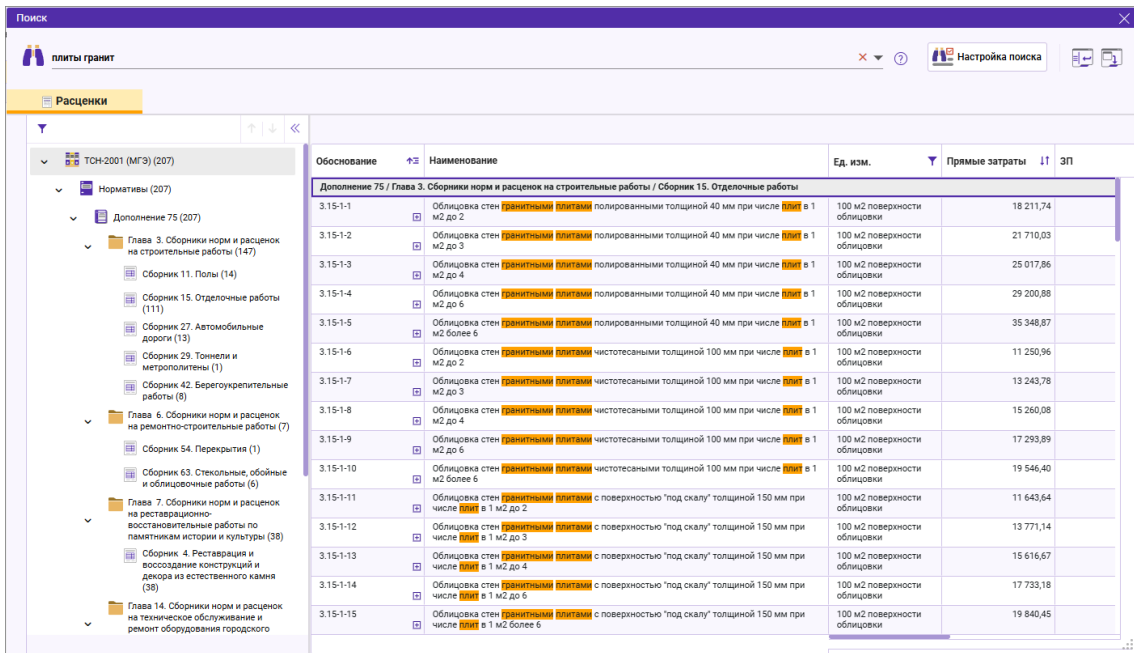 Поиск
плиты гранит
Настройка поиска
Расценки
ТСН-2001 (МГЭ) (207)
Нормативы (207)
Дополнение 75 (207)
Глава 3. Сборники норм и расценок
на строительные работы (147)
Сборник 11. Полы (14)
Сборник 15. Отделочные работы
(111)
Сборник 27. Автомобильные
дороги (13)
Сборник 29. Тоннели и
метрополитены (1)
Сборник 42. Берегоукрепительные
работы (8)
Глава 6. Сборники норм и расценок
на ремонтно-строительные работы (7)
Сборник 54. Перекрытия (1)
Сборник 63. Стекольные, обойные
и облицовочные работы (6)
Глава 7. Сборники норм и расценок
на реставрационно-
восстановительные работы по
памятникам истории и культуры (38)
Сборник 4. Реставрация и
воссоздание конструкций и
декора из естественного камня
(38)
Глава 14. Сборники норм и расценок
на техническое обслуживание и
ремонт оборудования городского
Обоснование Наименование Ед. изм. Прямые затраты ЗП
Дополнение 75 / Глава 3. Сборники норм и расценок на строительные работы / Сборник 15. Отделочные работы
3.15-1-1 Облицовка стен гранитными плитами полированными толщиной 40 мм при числе плит в 1 100 м2 поверхности 18 211,74
м2 до 2 облицовки
3.15-1-2 Облицовка стен гранитными плитами полированными толщиной 40 мм при числе плит в 1 100 м2 поверхности 21 710,03
м2 до 3 облицовки
3.15-1-3 Облицовка стен гранитными плитами полированными толщиной 40 мм при числе плит в 1 100 м2 поверхности 25 017,86
м2 до 4 облицовки
3.15-1-4 Облицовка стен гранитными плитами полированными толщиной 40 мм при числе плит в 1 100 м2 поверхности 29 200,88
м2 до 6 облицовки
3.15-1-5 Облицовка стен гранитными плитами полированными толщиной 40 мм при числе плит в 1 100 м2 поверхности 35 348,87
м2 более 6 облицовки
3.15-1-6 Облицовка стен гранитными плитами чистотесаными толщиной 100 мм при числе плит в 1 100 м2 поверхности 11 250,96
м2 до 2 облицовки
3.15-1-7 Облицовка стен гранитными плитами чистотесаными толщиной 100 мм при числе плит в 1 100 м2 поверхности 13 243,78
м2 до 3 облицовки
3.15-1-8 Облицовка стен гранитными плитами чистотесаными толщиной 100 мм при числе плит в 1 100 м2 поверхности 15 260,08
м2 до 4 облицовки
3.15-1-9 Облицовка стен гранитными плитами чистотесаными толщиной 100 мм при числе плит в 1 100 м2 поверхности 17 293,89
м2 до 6 облицовки
3.15-1-10 Облицовка стен гранитными плитами чистотесаными толщиной 100 мм при числе плит в 1 100 м2 поверхности 19 546,40
м2 более 6 облицовки
3.15-1-11 Облицовка стен гранитными плитами с поверхностью "под скалу" толщиной 150 мм при 100 м2 поверхности 11 643,64
числе плит в 1 м2 до 2 облицовки
3.15-1-12 Облицовка стен гранитными плитами с поверхностью "под скалу" толщиной 150 мм при 100 м2 поверхности 13 771,14
числе плит в 1 м2 до 3 облицовки
3.15-1-13 Облицовка стен гранитными плитами с поверхностью "под скалу" толщиной 150 мм при 100 м2 поверхности 15 616,67
числе плит в 1 м2 до 4 облицовки
3.15-1-14 Облицовка стен гранитными плитами с поверхностью "под скалу" толщиной 150 мм при 100 м2 поверхности 17 733,18
числе плит в 1 м2 до 6 облицовки
3.15-1-15 Облицовка стен гранитными плитами с поверхностью "под скалу" толщиной 150 мм при 100 м2 поверхности 19 840,45
числе плит в 1 м2 более 6 облицовки